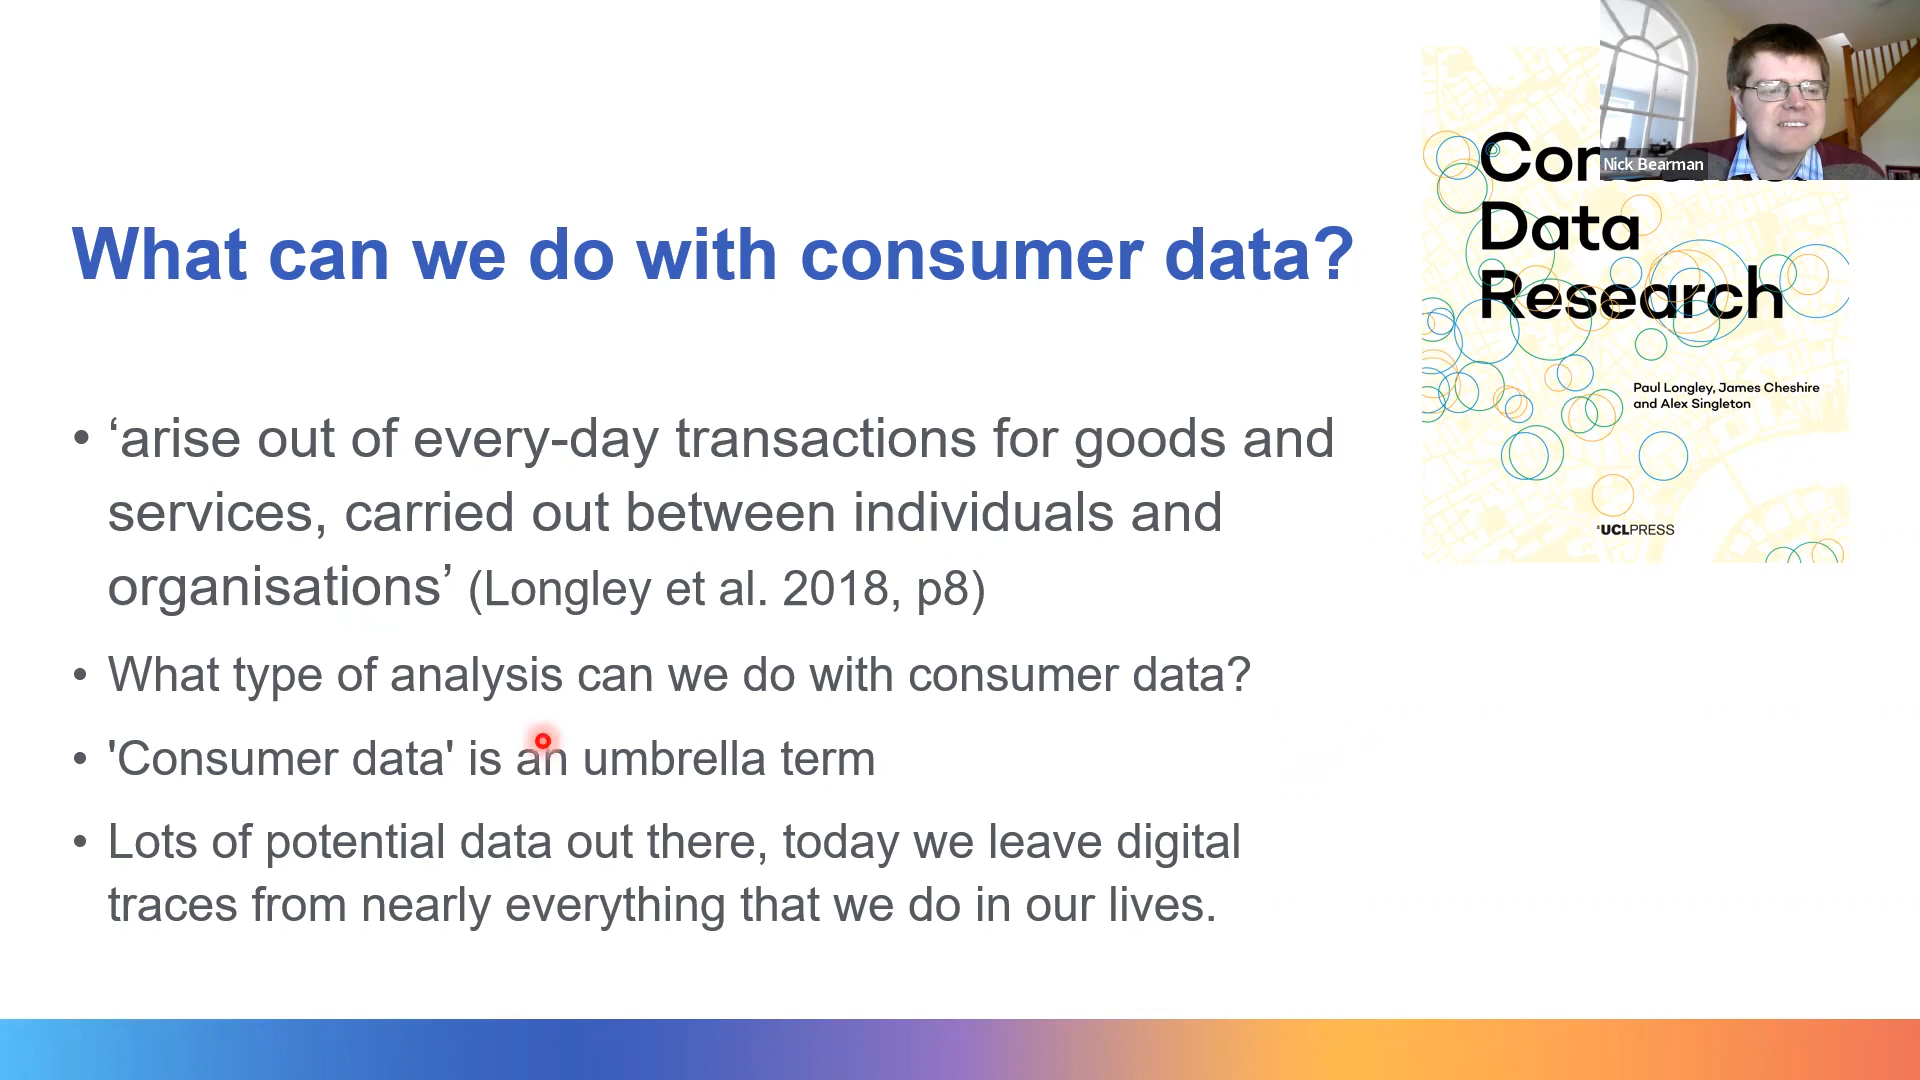 What can we do with consumer data?
• ‘arise out of every-day transactions for goods and
services, carried out between individuals and
organisations’ (Longley et al. 2018, p8)
• What type of analysis can we do with consumer data?
• 'Consumer data' is an umbrella term
• Lots of potential data out there, today we leave digital
traces from nearly everything that we do in our lives.
Nick Bearman
Data
Research
Paul Longley, James Cheshire
and Alex Singleton
UCLPRESS